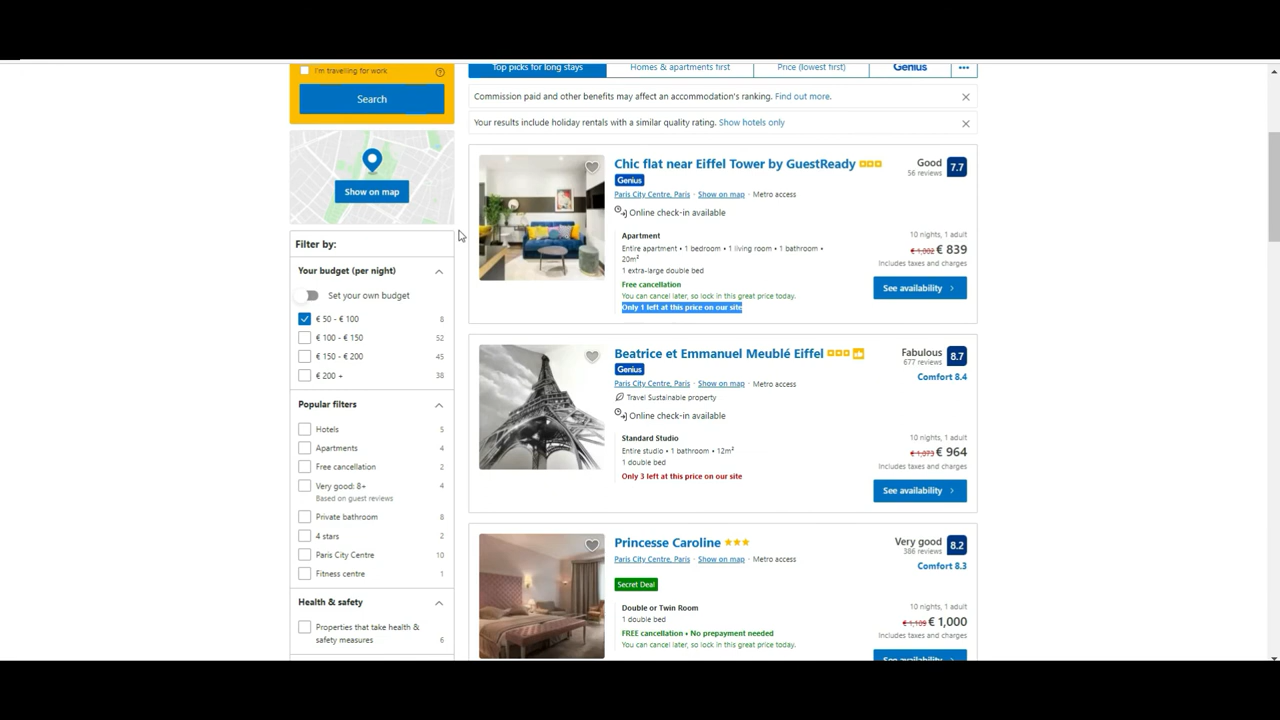 I'm travelling for work
Search
Show on map
Filter by:
Your budget (per night)
Set your own budget
€ 50 - € 100 8
€ 100 - € 150 52
€ 150 - € 200 45
€ 200 + 38
Popular filters
Hotels 5
Apartments 4
Free cancellation 2
Very good: 8+ 4
Based on guest reviews
Private bathroom 8
4 stars 2
Paris City Centre 10
Fitness centre 1
Health & safety
Properties that take health &
safety measures 6
Top picks for long stays Homes & apartments first Price (lowest first) Genius
Commission paid and other benefits may affect an accommodation's ranking. Find out more.
Your results include holiday rentals with a similar quality rating. Show hotels only
Chic flat near Eiffel Tower by GuestReady
Genius
Paris City Centre, Paris · Show on map · Metro access
Online check-in available
Good 7.7
56 reviews
Apartment
Entire apartment • 1 bedroom • 1 living room • 1 bathroom •
20m²
1 extra-large double bed
Free cancellation
You can cancel later, so lock in this great price today.
Only 1 left at this price on our site
10 nights, 1 adult
€ 1,002 € 839
Includes taxes and charges
See availability
Beatrice et Emmanuel Meublé Eiffel
Genius
Paris City Centre, Paris · Show on map · Metro access
Travel Sustainable property
Online check-in available
Fabulous 8.7
677 reviews
Comfort 8.4
Standard Studio
Entire studio • 1 bathroom • 12m²
1 double bed
Only 3 left at this price on our site
10 nights, 1 adult
€ 1,073 € 964
Includes taxes and charges
See availability
Princesse Caroline
Paris City Centre, Paris · Show on map · Metro access
Secret Deal
Very good 8.2
386 reviews
Comfort 8.3
Double or Twin Room
1 double bed
FREE cancellation • No prepayment needed
You can cancel later, so lock in this great price today.
10 nights, 1 adult
€ 1,109 € 1,000
Includes taxes and charges
See availability